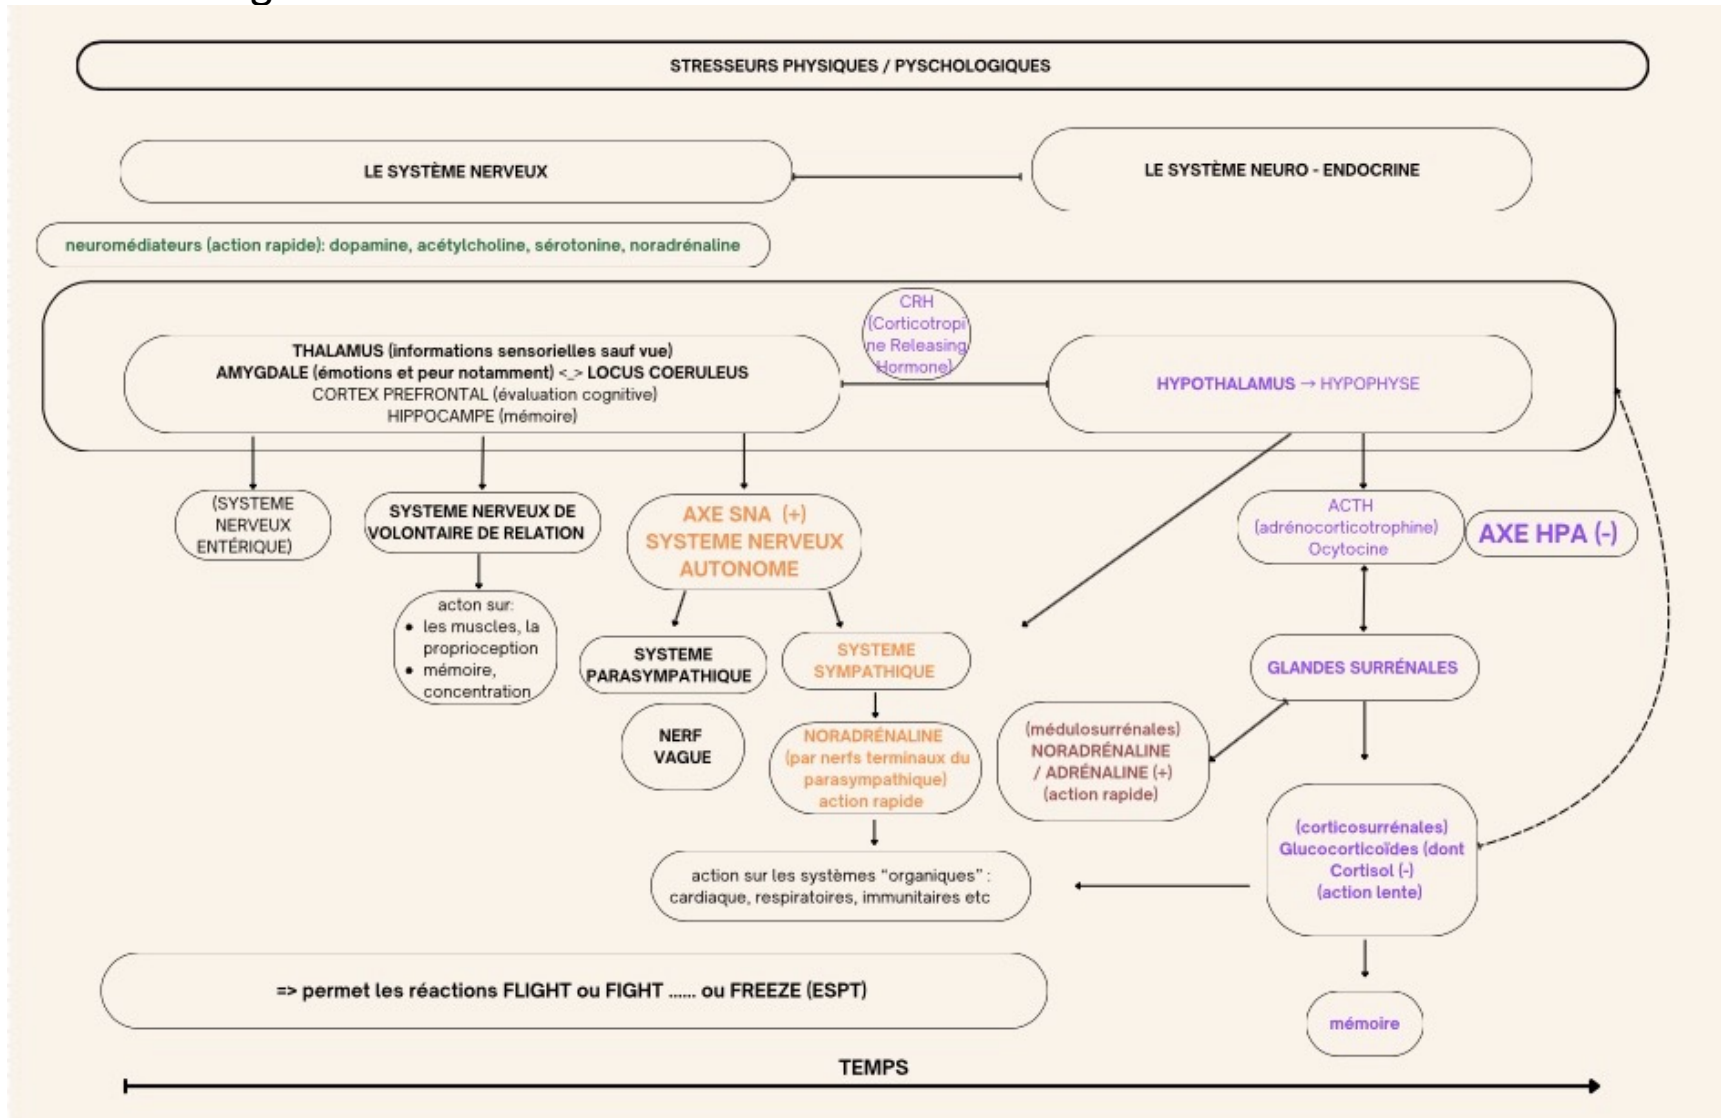 STRESSEURS PHYSIQUES / PYSCHOLOGIQUES
LE SYSTÈME NERVEUX
LE SYSTÈME NEURO - ENDOCRINE
neuromédiateurs (action rapide): dopamine, acétylcholine, sérotonine, noradrénaline
CRH
(Corticotropi
ne Releasing
Hormone)
THALAMUS (informations sensorielles sauf vue)
AMYGDALE (émotions et peur notamment) <_> LOCUS COERULEUS
CORTEX PREFRONTAL (évaluation cognitive)
HIPPOCAMPE (mémoire)
HYPOTHALAMUS → HYPOPHYSE
(SYSTEME
NERVEUX
ENTÉRIQUE)
SYSTEME NERVEUX DE
VOLONTAIRE DE RELATION
AXE SNA (+)
SYSTEME NERVEUX
AUTONOME
ACTH
(adrénocorticotrophine)
Ocytocine
AXE HPA (-)
acton sur:
• les muscles, la
proprioception
• mémoire,
concentration
SYSTEME
PARASYMPATHIQUE
SYSTEME
SYMPATHIQUE
GLANDES SURRÉNALES
NERF
VAGUE
NORADRÉNALINE
(par nerfs terminaux du
parasympathique)
action rapide
(médulosurrénales)
NORADRÉNALINE
/ ADRÉNALINE (+)
(action rapide)
(corticosurrénales)
Glucocorticoïdes (dont
Cortisol (-)
(action lente)
action sur les systèmes “organiques” :
cardiaque, respiratoires, immunitaires etc
=> permet les réactions FLIGHT ou FIGHT ...... ou FREEZE (ESPT)
mémoire
TEMPS